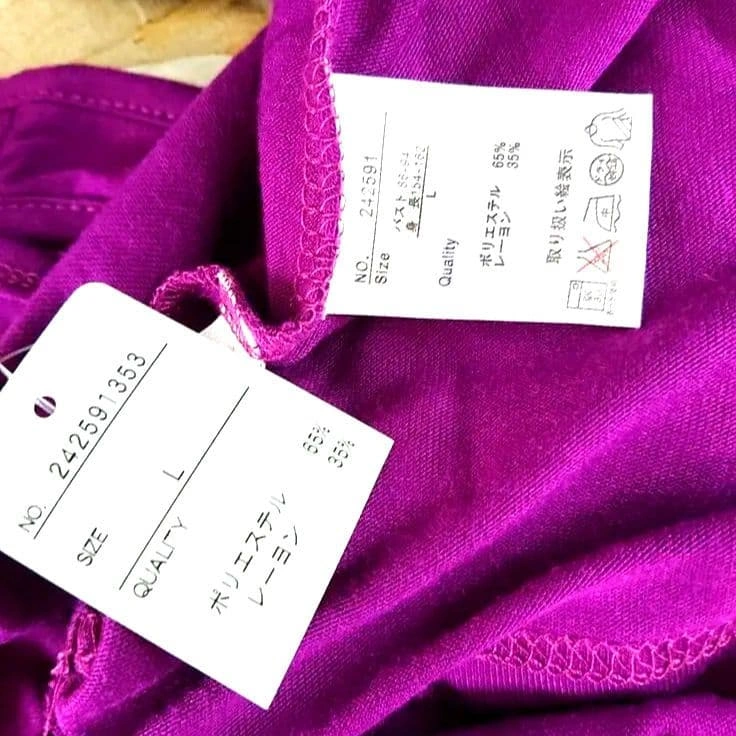 NO. 242591
Size
バスト 86-94
身 長 154-162
L
Quality
ポリエステル 65%
レーヨン 35%
取り扱い絵表示
中
NO. 242591353
SIZE L
QUALITY
ポリエステル 65%
レーヨン 35%